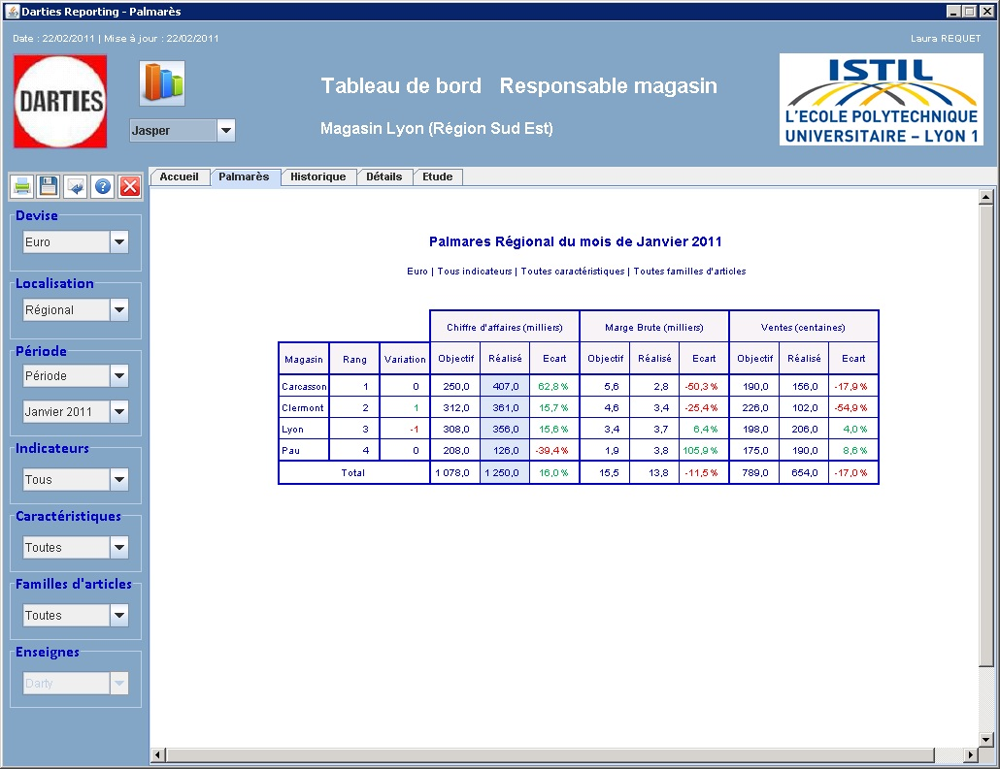 Darties Reporting - Palmarès
Date : 22/02/2011 | Mise à jour : 22/02/2011
Laura REQUET
DARTIES
Jasper
Tableau de bord Responsable magasin
Magasin Lyon (Région Sud Est)
ISTIL
L'ECOLE POLYTECHNIQUE
UNIVERSITAIRE – LYON 1
Accueil Palmarès Historique Détails Etude
Devise
Euro
Localisation
Régional
Période
Période
Janvier 2011
Indicateurs
Tous
Caractéristiques
Toutes
Familles d'articles
Toutes
Enseignes
Darty
Palmares Régional du mois de Janvier 2011
Euro | Tous indicateurs | Toutes caractéristiques | Toutes familles d'articles
Chiffre d'affaires (milliers) Marge Brute (milliers) Ventes (centaines)
Magasin Rang Variation Objectif Réalisé Ecart Objectif Réalisé Ecart Objectif Réalisé Ecart
Carcasson 1 0 250,0 407,0 62,8 % 5,6 2,8 -50,3 % 190,0 156,0 -17,9 %
Clermont 2 1 312,0 361,0 15,7 % 4,6 3,4 -25,4 % 226,0 102,0 -54,9 %
Lyon 3 -1 308,0 356,0 15,6 % 3,4 3,7 6,4 % 198,0 206,0 4,0 %
Pau 4 0 208,0 126,0 -39,4 % 1,9 3,8 105,9 % 175,0 190,0 8,6 %
Total 1 078,0 1 250,0 16,0 % 15,5 13,8 -11,5 % 789,0 654,0 -17,0 %